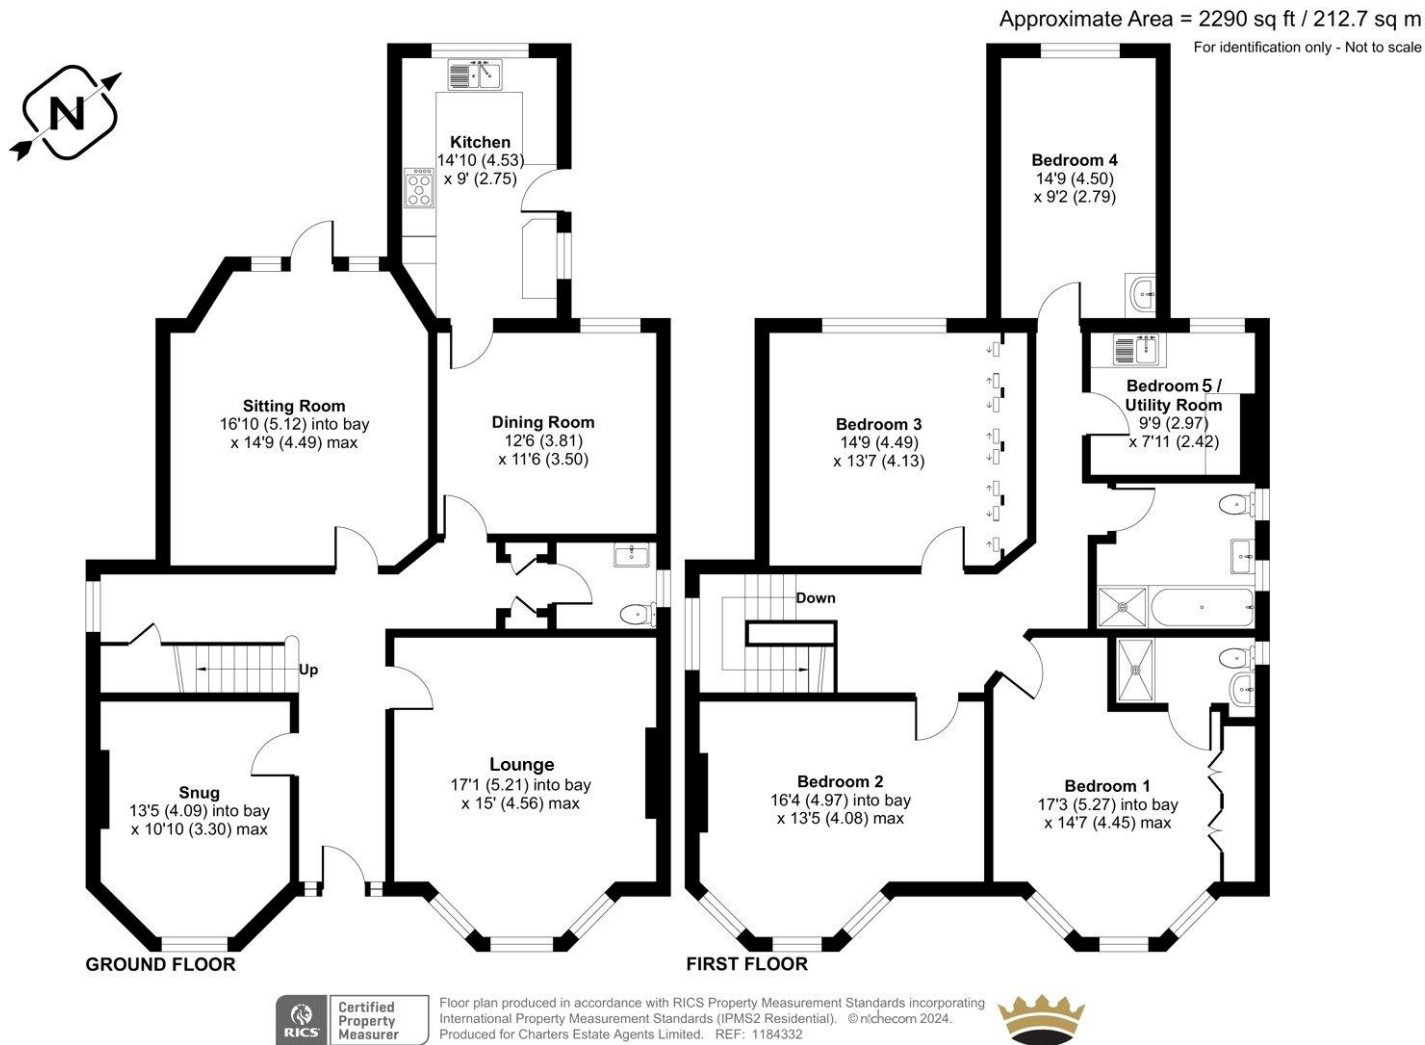 Approximate Area = 2290 sq ft / 212.7 sq m
For identification only - Not to scale
N
Kitchen
14'10 (4.53)
x 9' (2.75)
Sitting Room
16'10 (5.12) into bay
x 14'9 (4.49) max
Dining Room
12'6 (3.81)
x 11'6 (3.50)
Up
Snug
13'5 (4.09) into bay
x 10'10 (3.30) max
Lounge
17'1 (5.21) into bay
x 15' (4.56) max
GROUND FLOOR
Bedroom 4
14'9 (4.50)
x 9'2 (2.79)
Bedroom 3
14'9 (4.49)
x 13'7 (4.13)
Bedroom 5 /
Utility Room
9'9 (2.97)
x 7'11 (2.42)
Down
Bedroom 2
16'4 (4.97) into bay
x 13'5 (4.08) max
Bedroom 1
17'3 (5.27) into bay
x 14'7 (4.45) max
FIRST FLOOR
RICS
Certified
Property
Measurer
Floor plan produced in accordance with RICS Property Measurement Standards incorporating
International Property Measurement Standards (IPMS2 Residential). © nichecom 2024.
Produced for Charters Estate Agents Limited. REF: 1184332